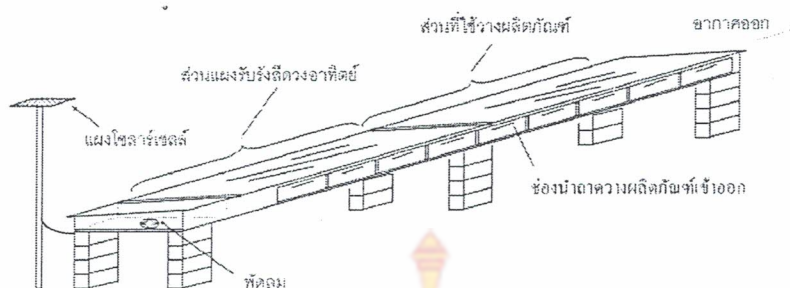 อากาศออก
ส่วนที่ใช้วางผลิตภัณฑ์
ส่วนแผงรับรังสีดวงอาทิตย์
แผงโซลาร์เซลล์
ช่องนำถาดวางผลิตภัณฑ์เข้าออก
พัดลม